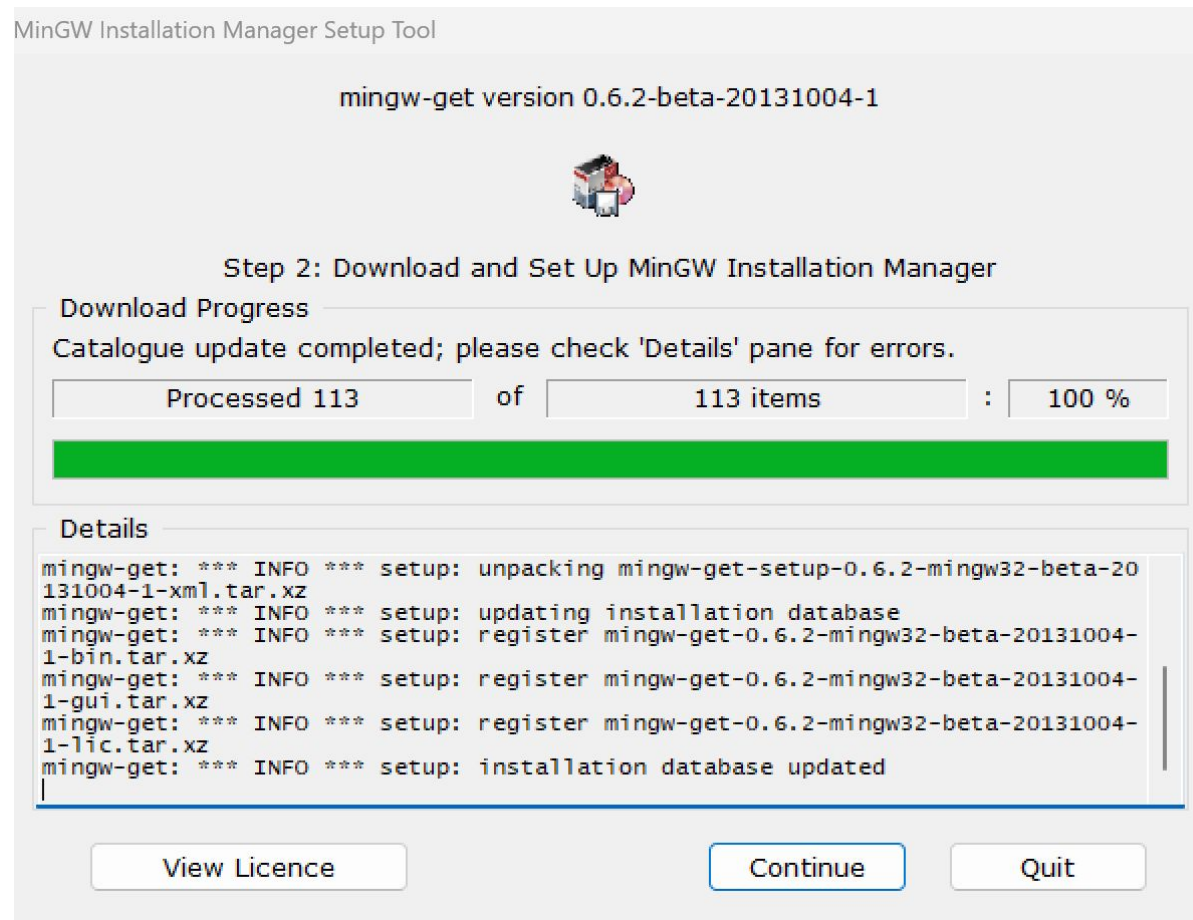 MinGW Installation Manager Setup Tool
mingw-get version 0.6.2-beta-20131004-1
Step 2: Download and Set Up MinGW Installation Manager
Download Progress
Catalogue update completed; please check 'Details' pane for errors.
Processed 113 of 113 items : 100 %
Details
mingw-get: *** INFO *** setup: unpacking mingw-get-setup-0.6.2-mingw32-beta-20
131004-1-xml.tar.xz
mingw-get: *** INFO *** setup: updating installation database
mingw-get: *** INFO *** setup: register mingw-get-0.6.2-mingw32-beta-20131004-
1-bin.tar.xz
mingw-get: *** INFO *** setup: register mingw-get-0.6.2-mingw32-beta-20131004-
1-gui.tar.xz
mingw-get: *** INFO *** setup: register mingw-get-0.6.2-mingw32-beta-20131004-
1-lic.tar.xz
mingw-get: *** INFO *** setup: installation database updated
View Licence Continue Quit